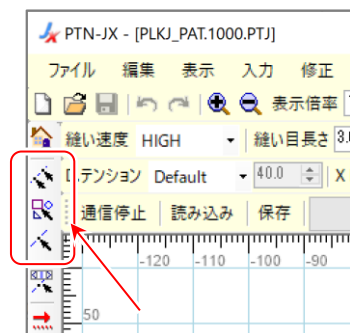 PTN-JX - [PLKJ_PAT.1000.PTJ]
ファイル 編集 表示 入力 修正
表示倍率
縫い速度 HIGH 縫い目長さ 3.
テンション Default 40.0 X
通信停止 読み込み 保存
-120 -110 -100 -90
50